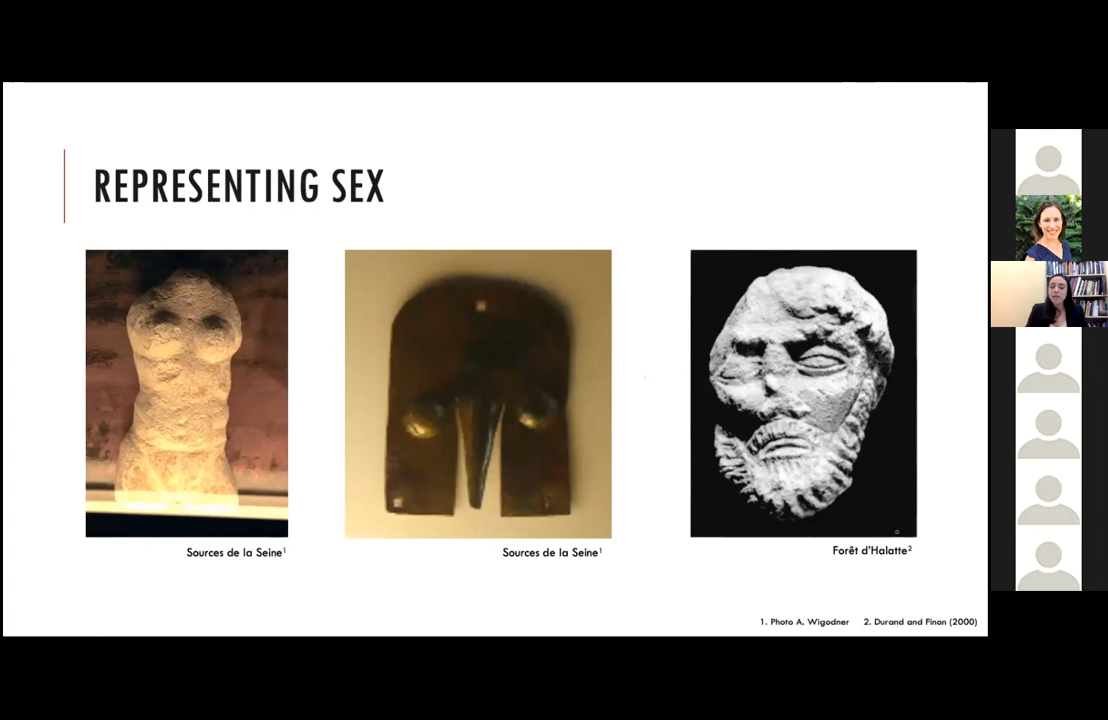 REPRESENTING SEX
Sources de la Seine¹
Sources de la Seine¹
Forêt d'Halatte²
1. Photo A. Wigodner 2. Durand and Finon (2000)